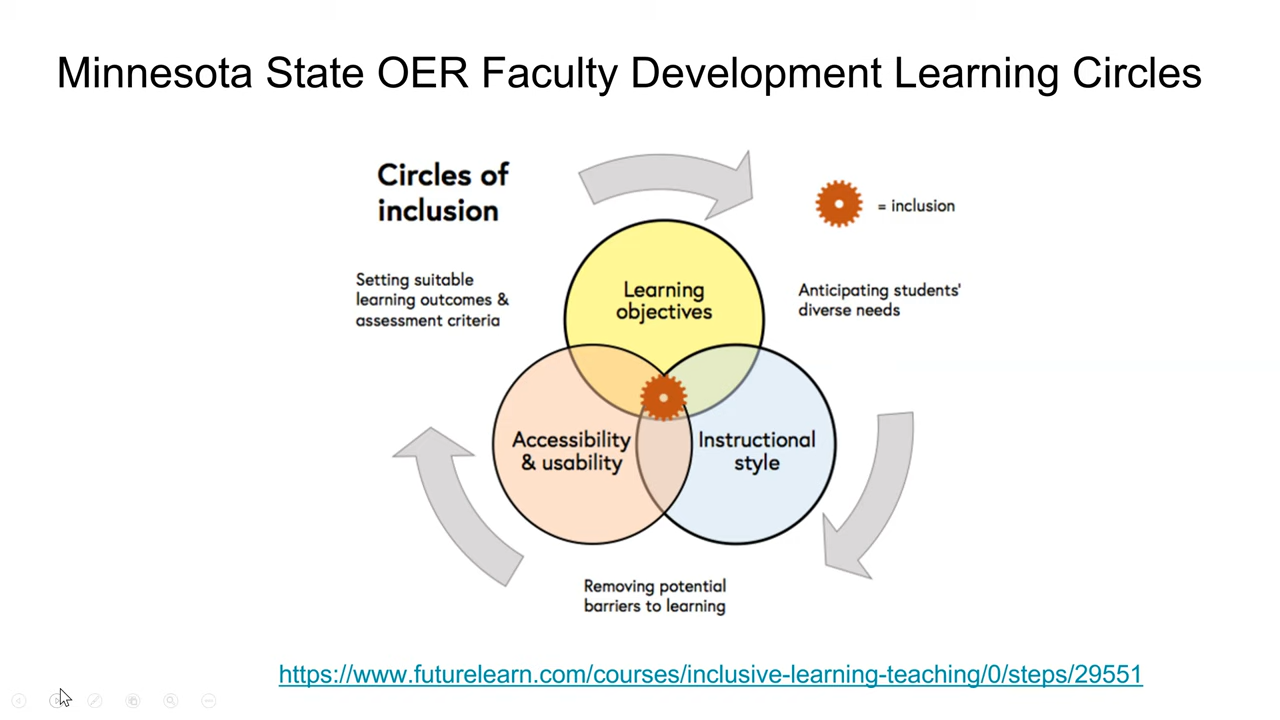 Minnesota State OER Faculty Development Learning Circles
Circles of
inclusion
= inclusion
Setting suitable
learning outcomes &
assessment criteria
Learning
objectives
Anticipating students'
diverse needs
Accessibility
& usability
Instructional
style
Removing potential
barriers to learning
https://www.futurelearn.com/courses/inclusive-learning-teaching/0/steps/29551